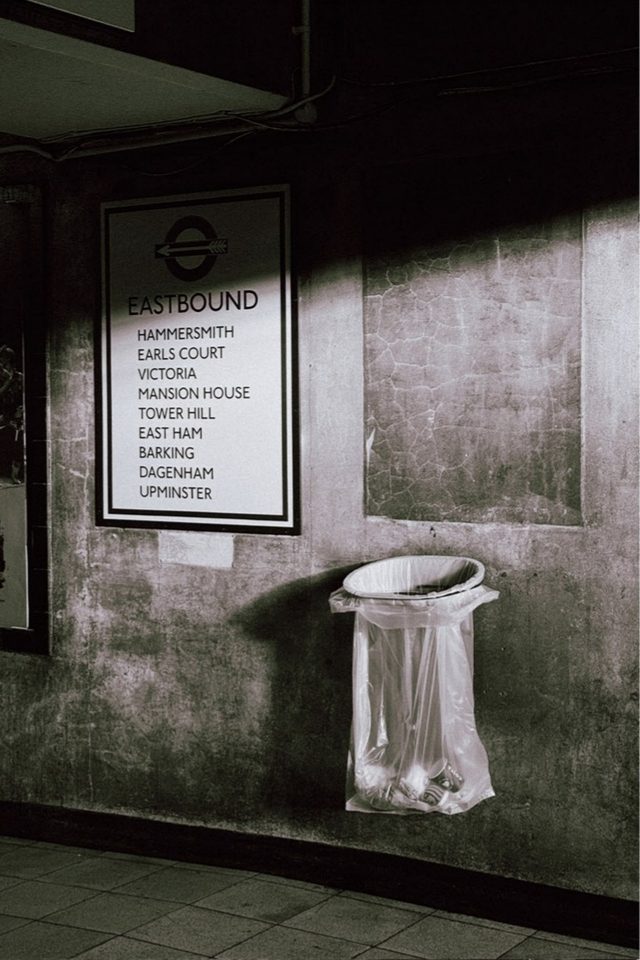 EASTBOUND
HAMMERSMITH
EARLS COURT
VICTORIA
MANSION HOUSE
TOWER HILL
EAST HAM
BARKING
DAGENHAM
UPMINSTER